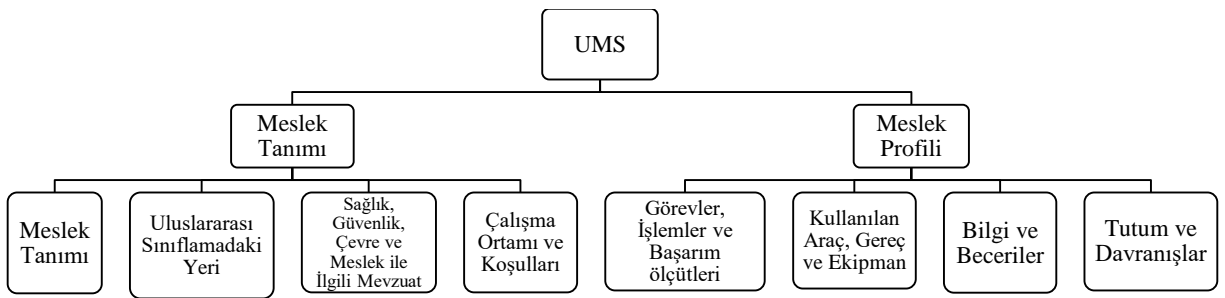 UMS
Meslek
Tanımı
Meslek
Profili
Meslek
Tanımı
Uluslararası
Sınıflamadaki
Yeri
Sağlık,
Güvenlik,
Çevre ve
Meslek ile
İlgili Mevzuat
Çalışma
Ortamı ve
Koşulları
Görevler,
İşlemler ve
Başarım
ölçütleri
Kullanılan
Araç, Gereç
ve Ekipman
Bilgi ve
Beceriler
Tutum ve
Davranışlar